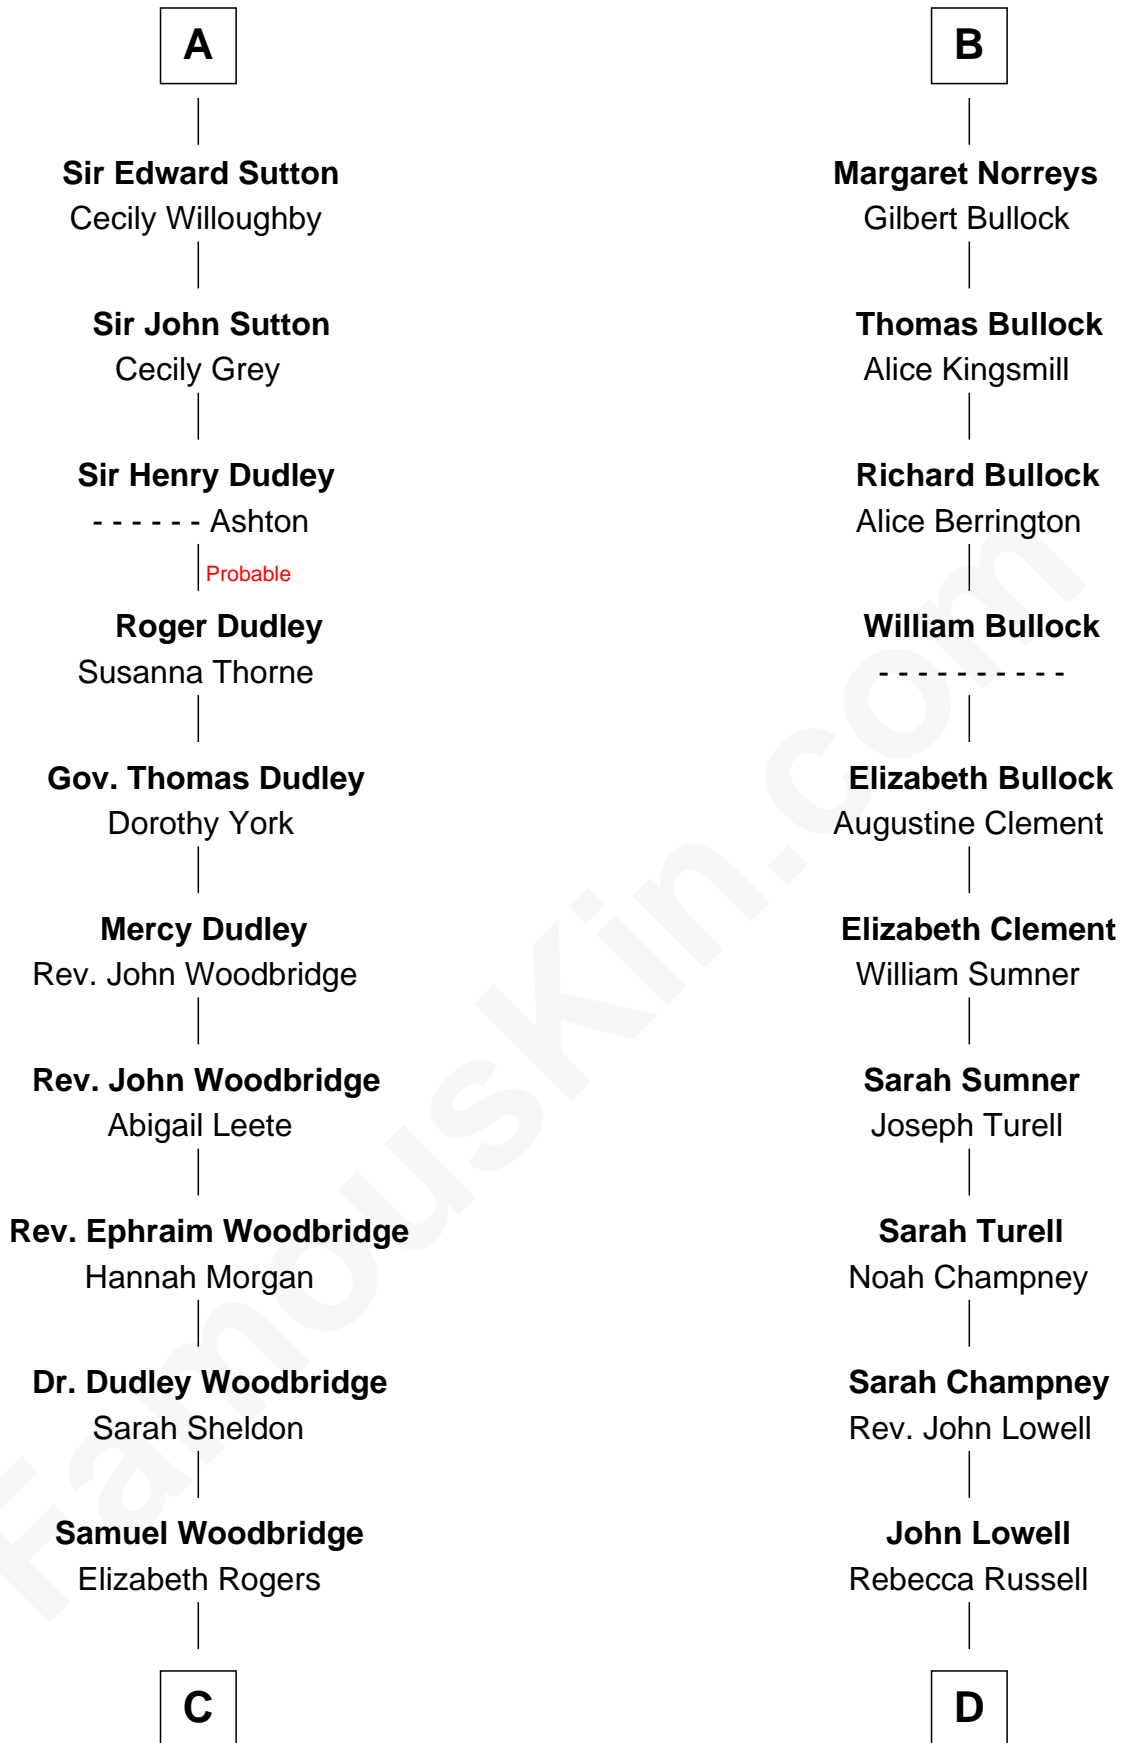 A
Sir Edward Sutton
Cecily Willoughby
Sir John Sutton
Cecily Grey
Sir Henry Dudley
- - - - - - Ashton
Probable
Roger Dudley
Susanna Thorne
Gov. Thomas Dudley
Dorothy York
Mercy Dudley
Rev. John Woodbridge
Rev. John Woodbridge
Abigail Leete
Rev. Ephraim Woodbridge
Hannah Morgan
Dr. Dudley Woodbridge
Sarah Sheldon
Samuel Woodbridge
Elizabeth Rogers
C
B
Margaret Norreys
Gilbert Bullock
Thomas Bullock
Alice Kingsmill
Richard Bullock
Alice Berrington
William Bullock
- - - - - - - - - -
Elizabeth Bullock
Augustine Clement
Elizabeth Clement
William Sumner
Sarah Sumner
Joseph Turell
Sarah Turell
Noah Champney
Sarah Champney
Rev. John Lowell
John Lowell
Rebecca Russell
D
FamousKin.com